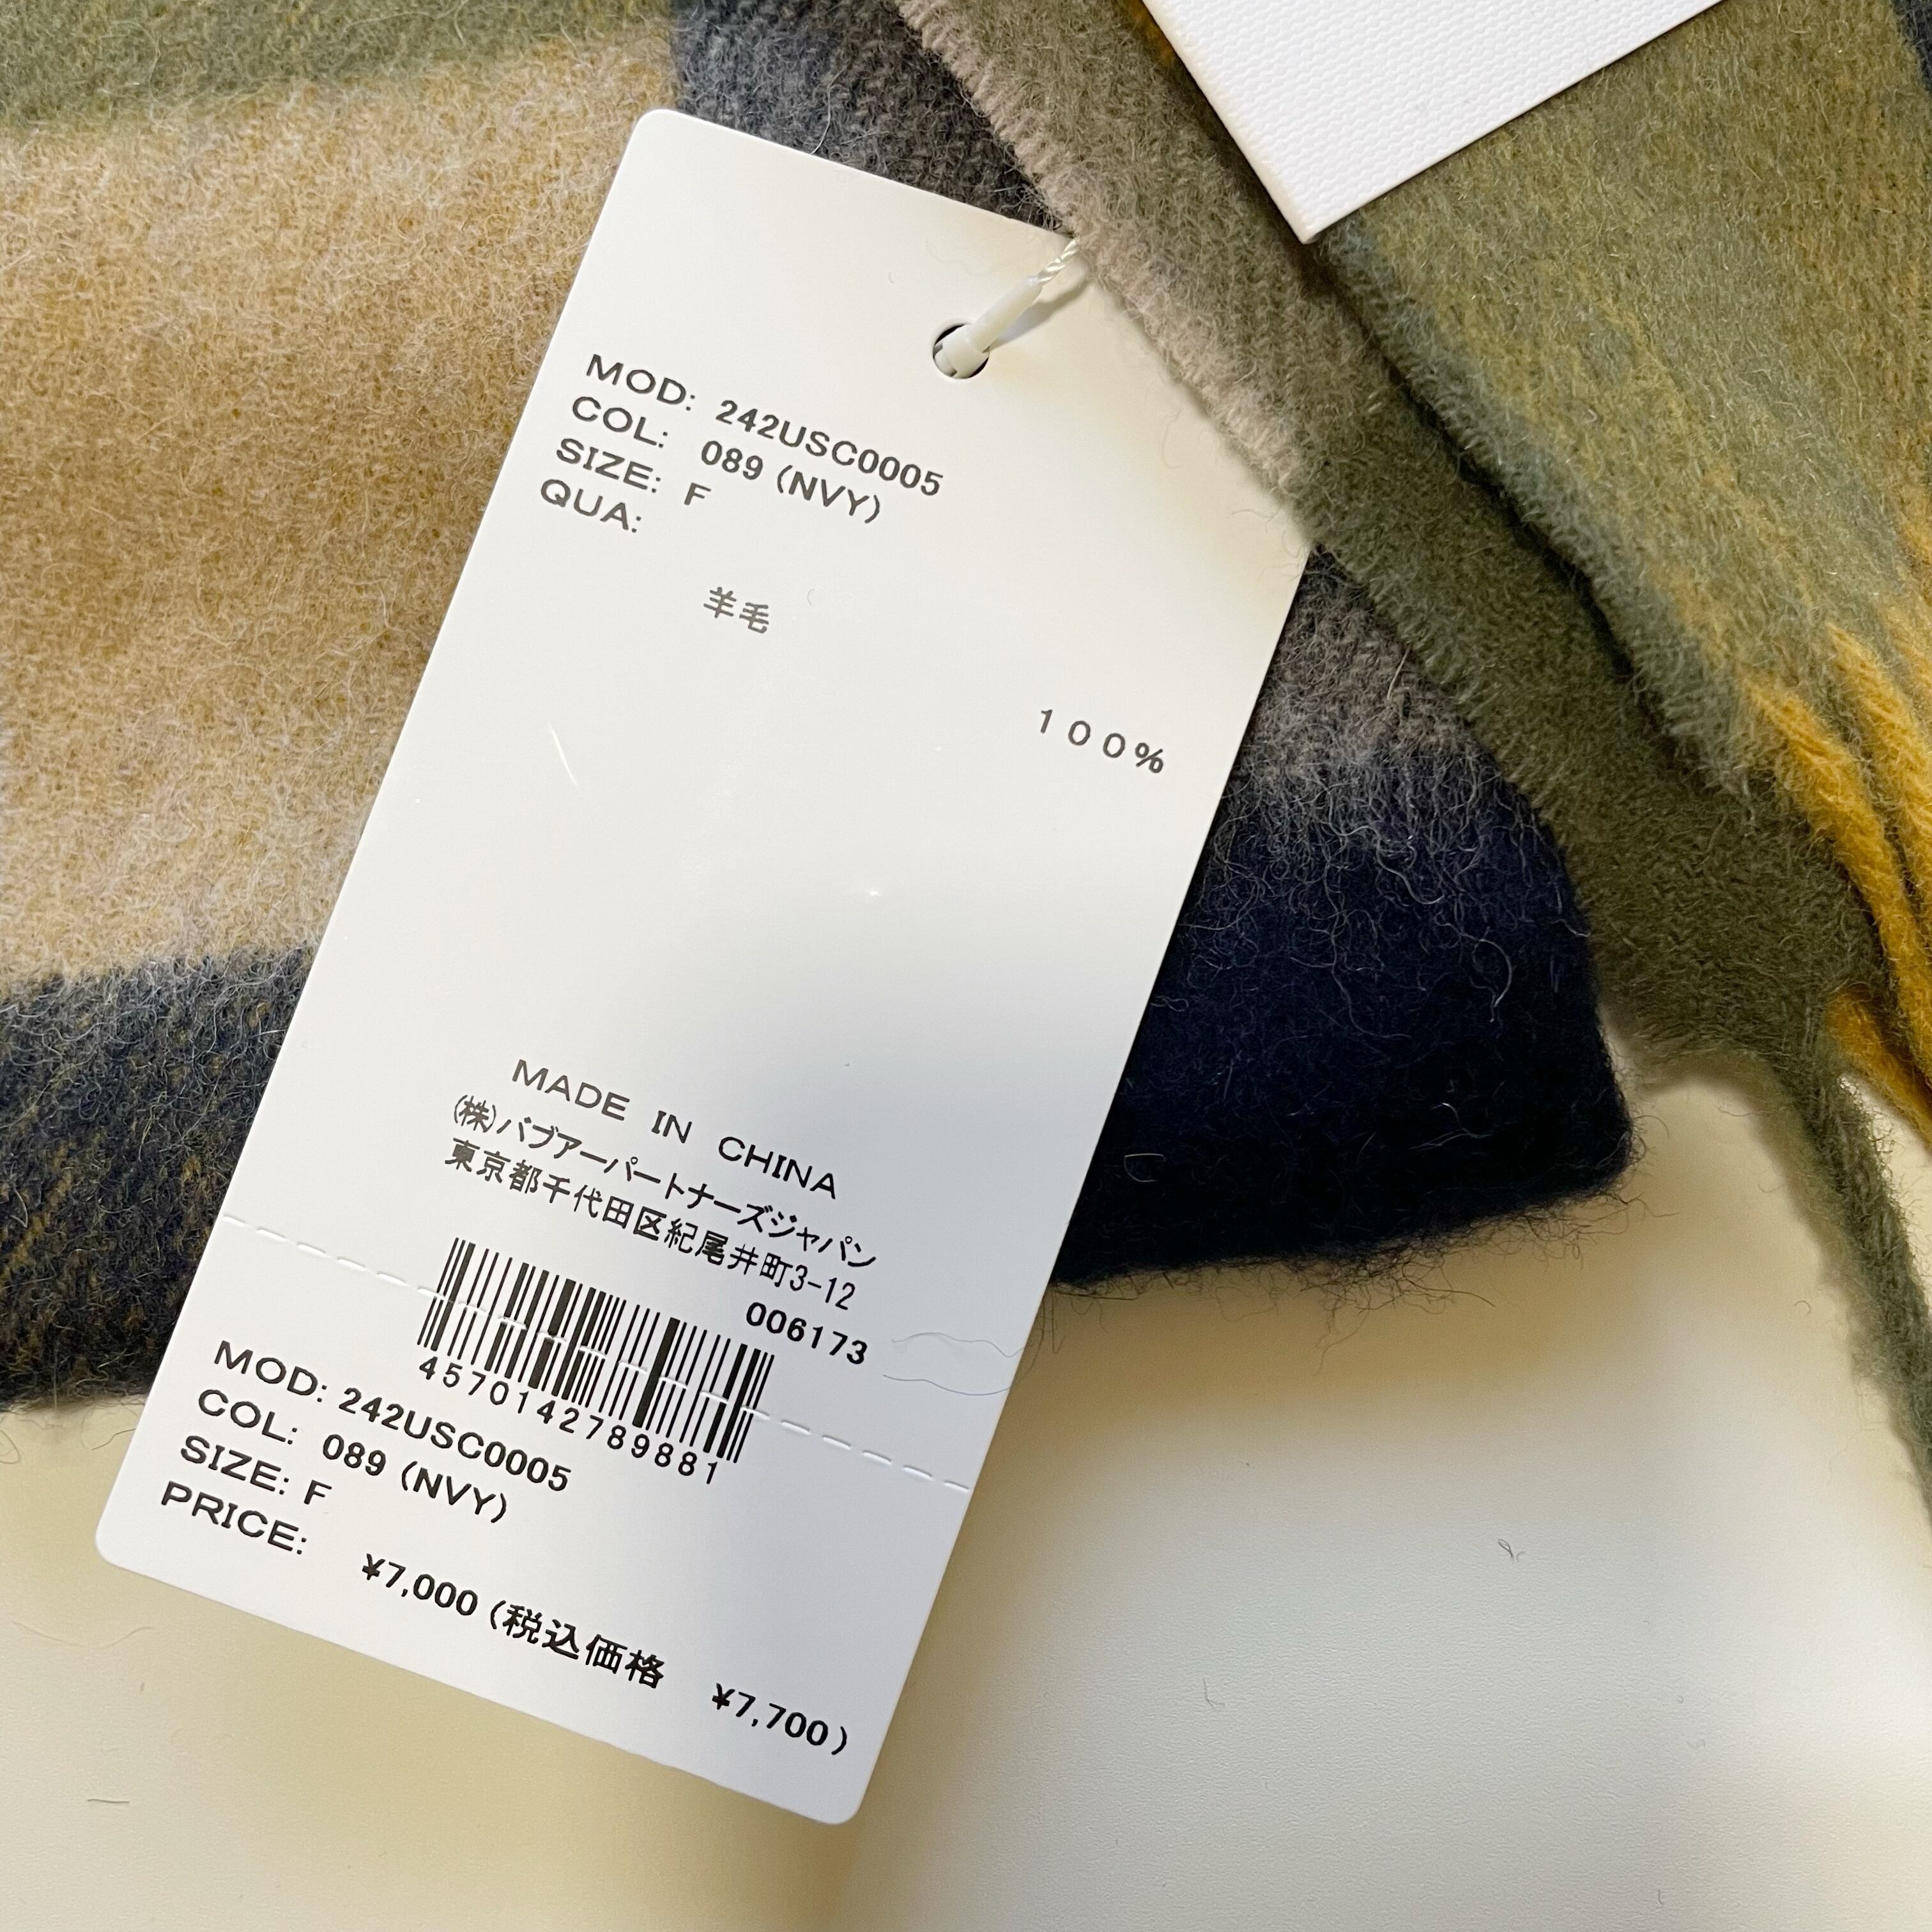 MOD: 242USC0005
COL: 089 (NVY)
SIZE: F
QUA:
羊毛
100%
MADE IN CHINA
(株)バブアーパートナーズジャパン
東京都千代田区紀尾井町3-12
006173
4570142789881
MOD: 242USC0005
COL: 089 (NVY)
SIZE: F
PRICE:
¥7,000 (税込価格 ¥7,700)